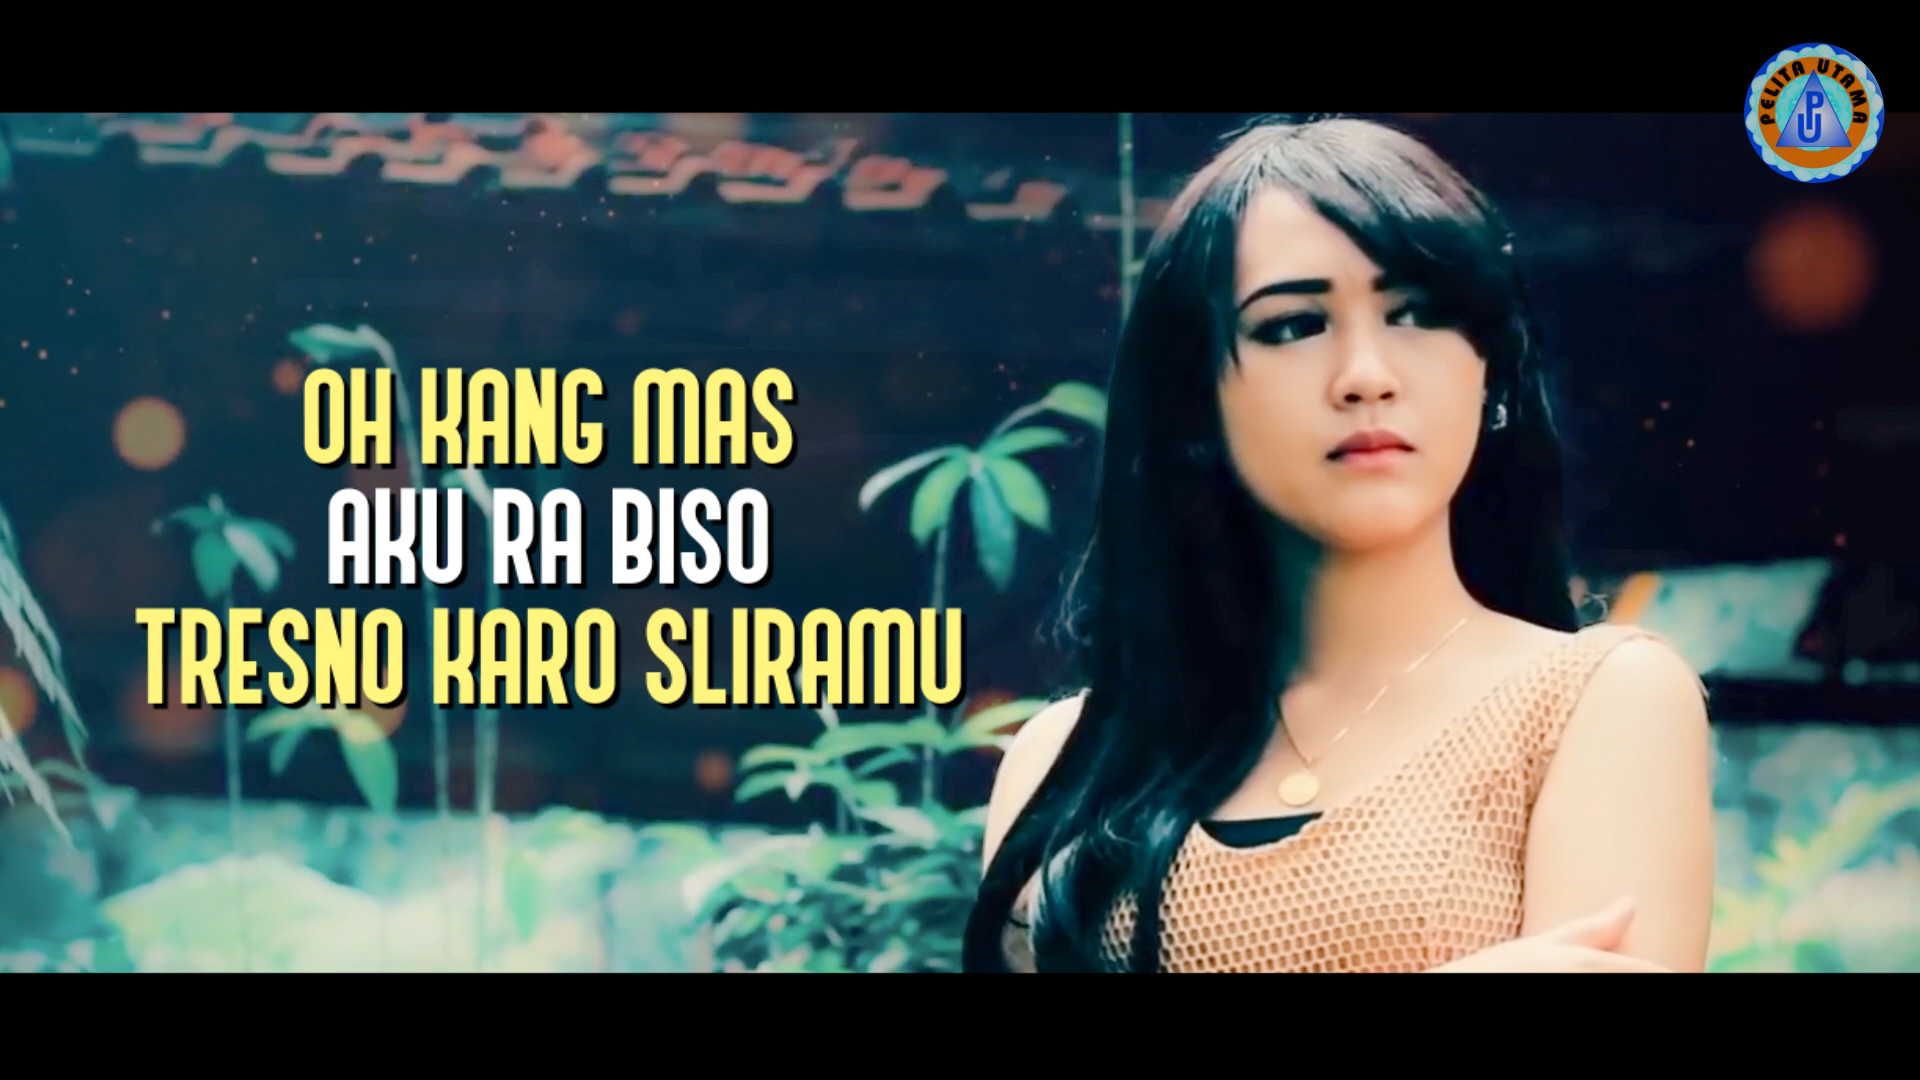 PELITA UTAMA
PU
OH KANG MAS
AKU RA BISO
TRESNO KARO SLIRAMU